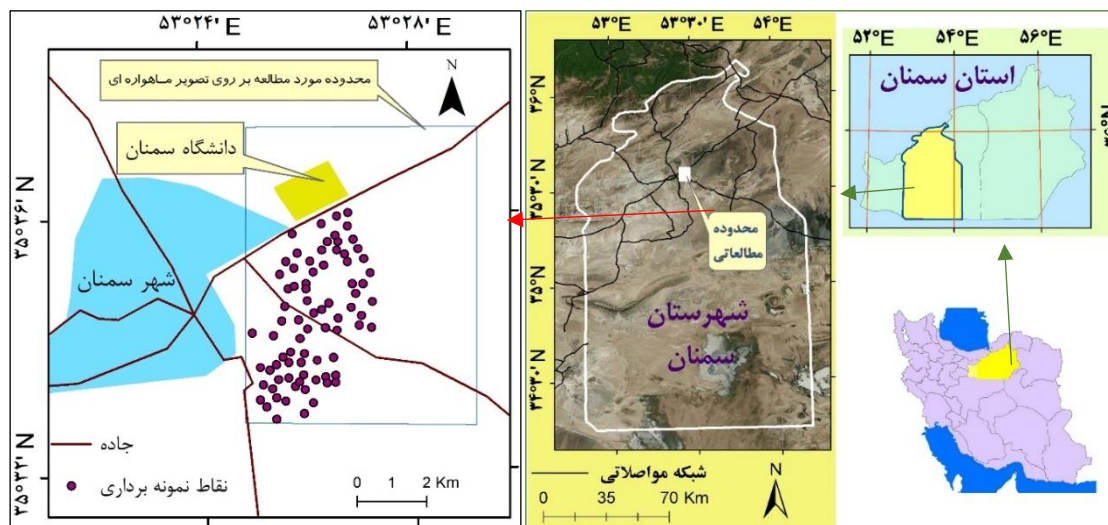 ۵۳°۲۴' E
۵۳°۲۸' E
محدوده مورد مطالعه بر روی تصویر ماهواره ای
N
دانشگاه سمنان
۳۵°۳۶' N
شهر سمنان
۳۵°۳۲' N
جاده
نقاط نمونه برداری
0 1 2 Km
۵۳°E
۵۳°۳۰' E
۵۴°E
۳۶°N
۳۵°۳۰' N
۳۵°N
۳۴°۳۰' N
محدوده
مطالعاتی
شهرستان
سمنان
شبکه مواصلاتی
N
0 35 70 Km
۵۲°E
۵۴°E
۵۶°E
استان سمنان